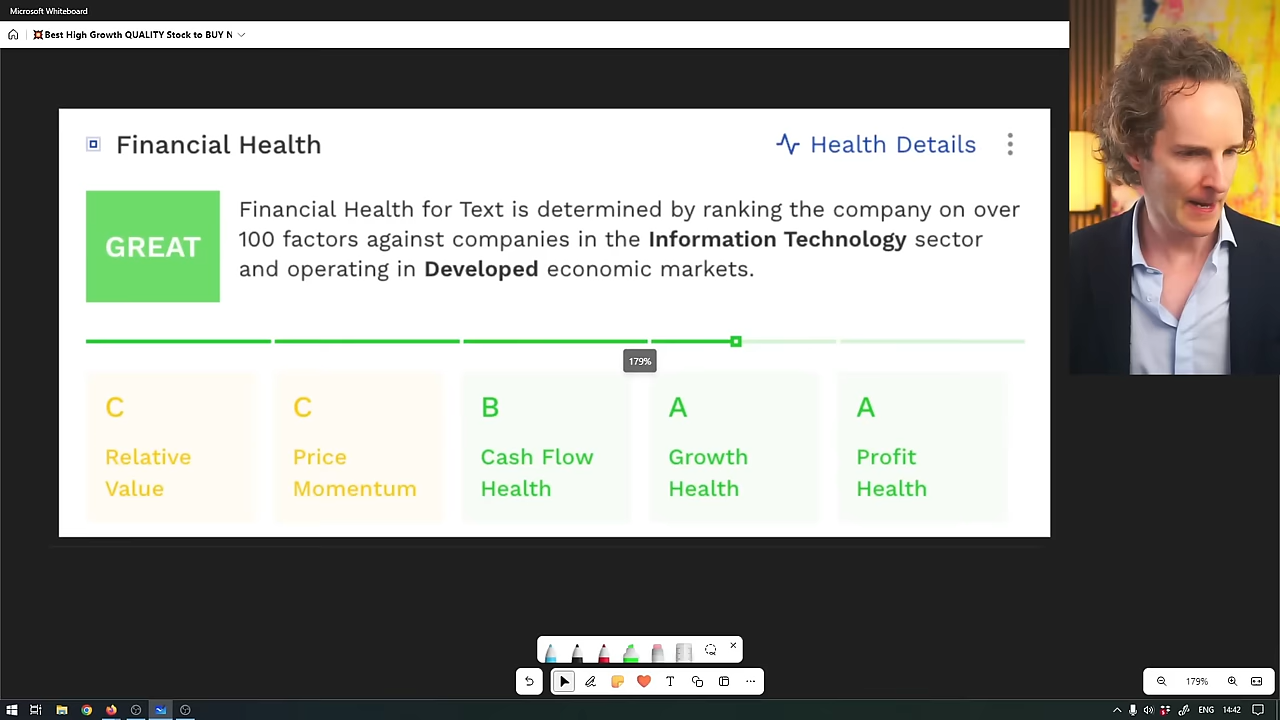 Microsoft Whiteboard
Best High Growth QUALITY Stock to BUY N
Financial Health
Health Details
GREAT
Financial Health for Text is determined by ranking the company on over
100 factors against companies in the Information Technology sector
and operating in Developed economic markets.
179%
C
Relative
Value
C
Price
Momentum
B
Cash Flow
Health
A
Growth
Health
A
Profit
Health
179%
ENG
14:42